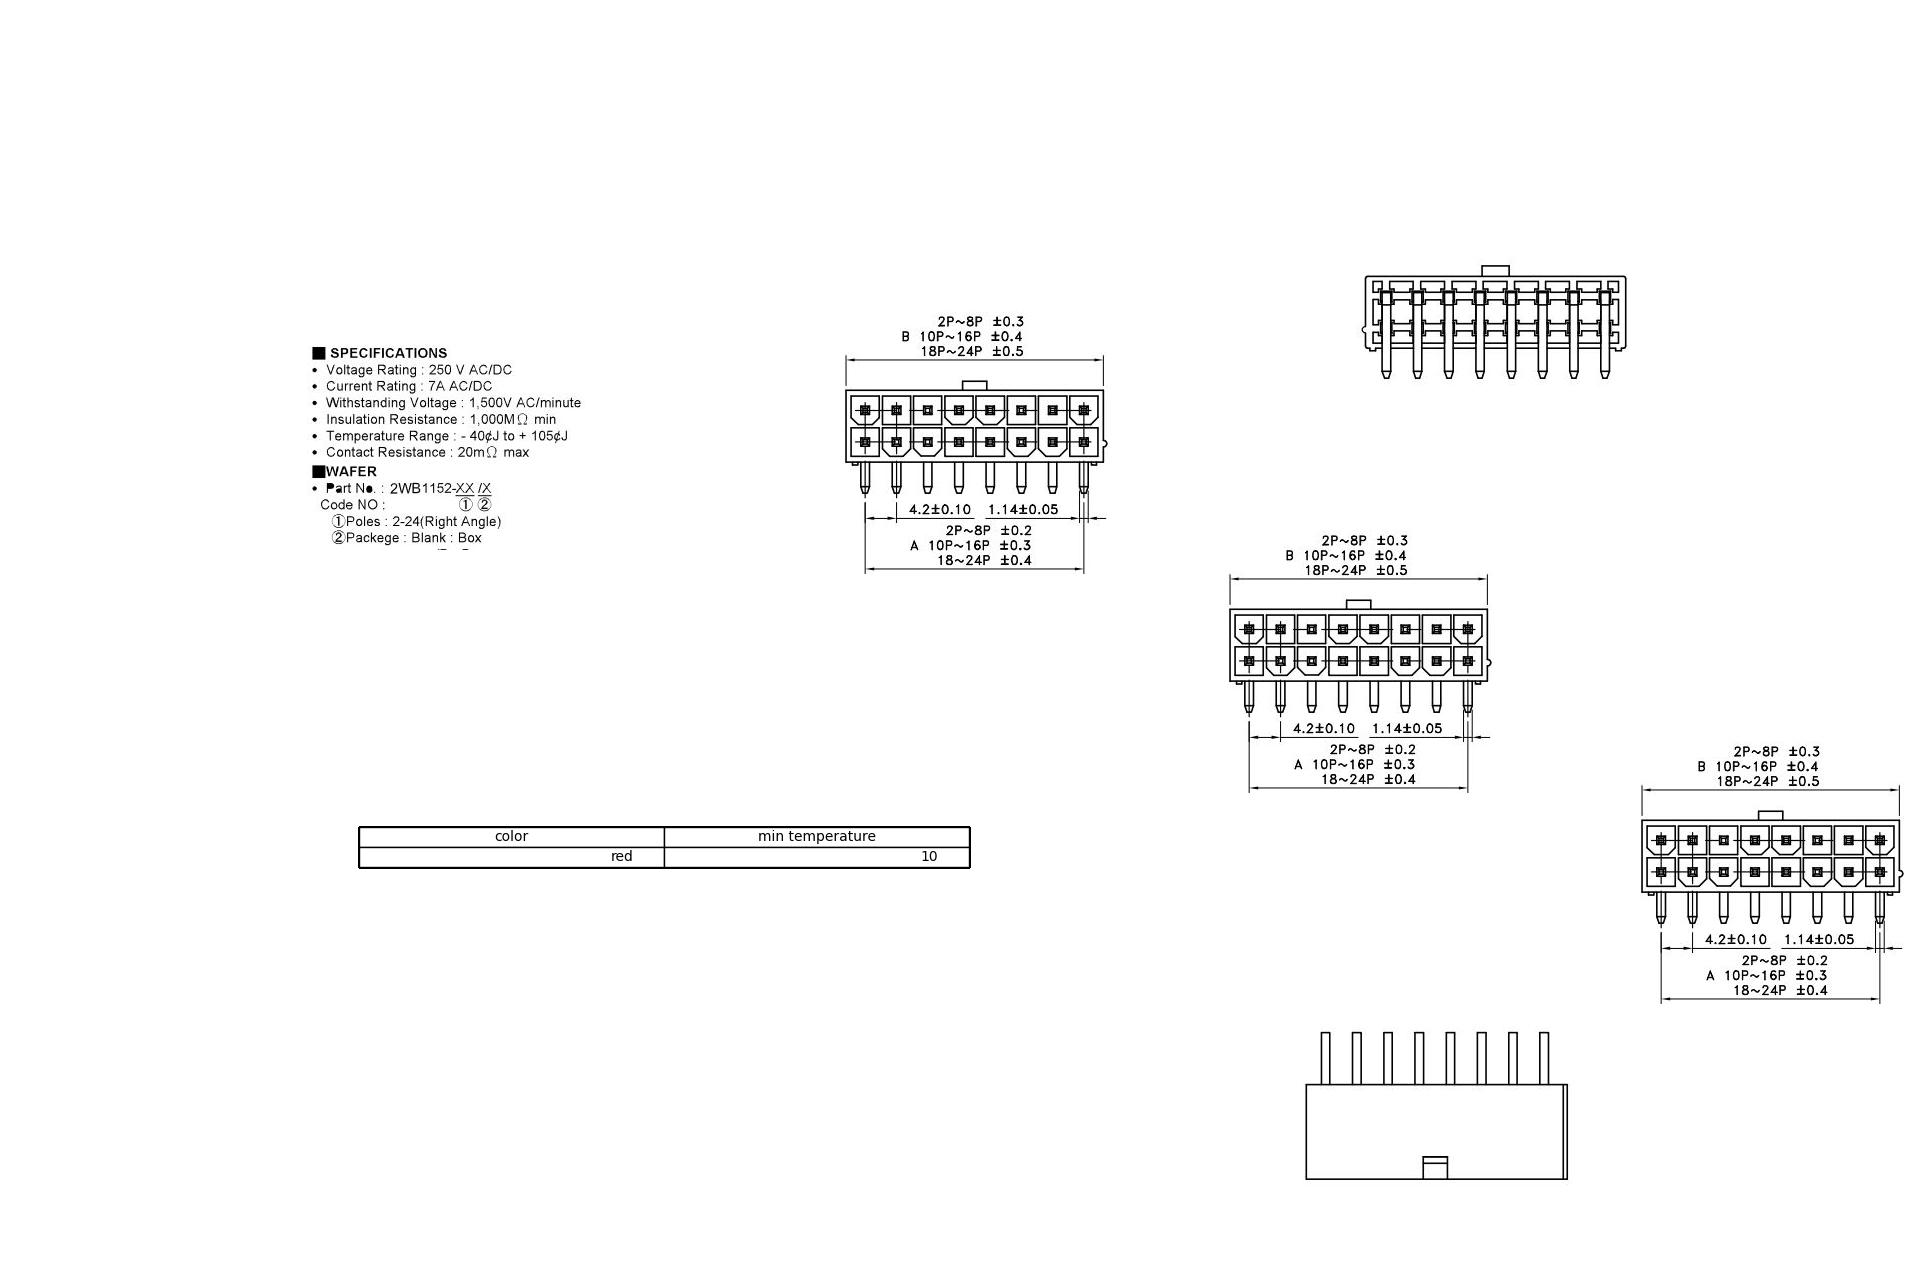 ■ SPECIFICATIONS
• Voltage Rating : 250 V AC/DC
• Current Rating : 7A AC/DC
• Withstanding Voltage : 1,500V AC/minute
• Insulation Resistance : 1,000MΩ min
• Temperature Range : - 40¢J to + 105¢J
• Contact Resistance : 20mΩ max
■WAFER
• Part No. : 2WB1152-XX /X
Code NO : ① ②
①Poles : 2-24(Right Angle)
②Packege : Blank : Box
2P~8P ±0.3
B 10P~16P ±0.4
18P~24P ±0.5
4.2±0.10 1.14±0.05
2P~8P ±0.2
A 10P~16P ±0.3
18~24P ±0.4
2P~8P ±0.3
B 10P~16P ±0.4
18P~24P ±0.5
4.2±0.10 1.14±0.05
2P~8P ±0.2
A 10P~16P ±0.3
18~24P ±0.4
2P~8P ±0.3
B 10P~16P ±0.4
18P~24P ±0.5
4.2±0.10 1.14±0.05
2P~8P ±0.2
A 10P~16P ±0.3
18~24P ±0.4
color min temperature
red 10